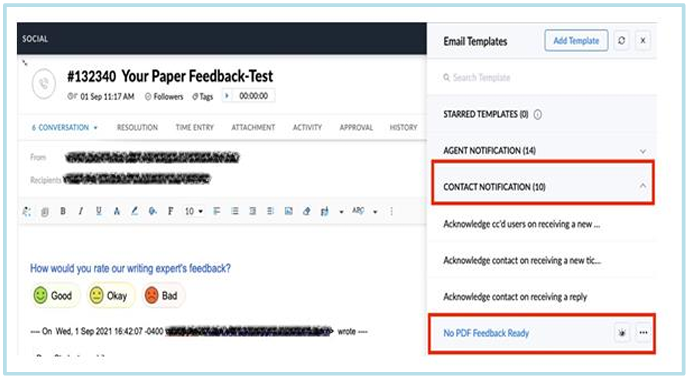 SOCIAL
#132340 Your Paper Feedback-Test
01 Sep 11:17 AM Followers Tags 00:00:00
6 CONVERSATION RESOLUTION TIME ENTRY ATTACHMENT ACTIVITY APPROVAL HISTORY
From
Recipients
B I U A F 10 ABC
How would you rate our writing expert's feedback?
Good Okay Bad
---- On Wed, 1 Sep 2021 16:42:07 -0400 wrote ----
Email Templates Add Template
Search Template
STARRED TEMPLATES (0)
AGENT NOTIFICATION (14)
CONTACT NOTIFICATION (10)
Acknowledge cc'd users on receiving a new ...
Acknowledge contact on receiving a new tic...
Acknowledge contact on receiving a reply
No PDF Feedback Ready